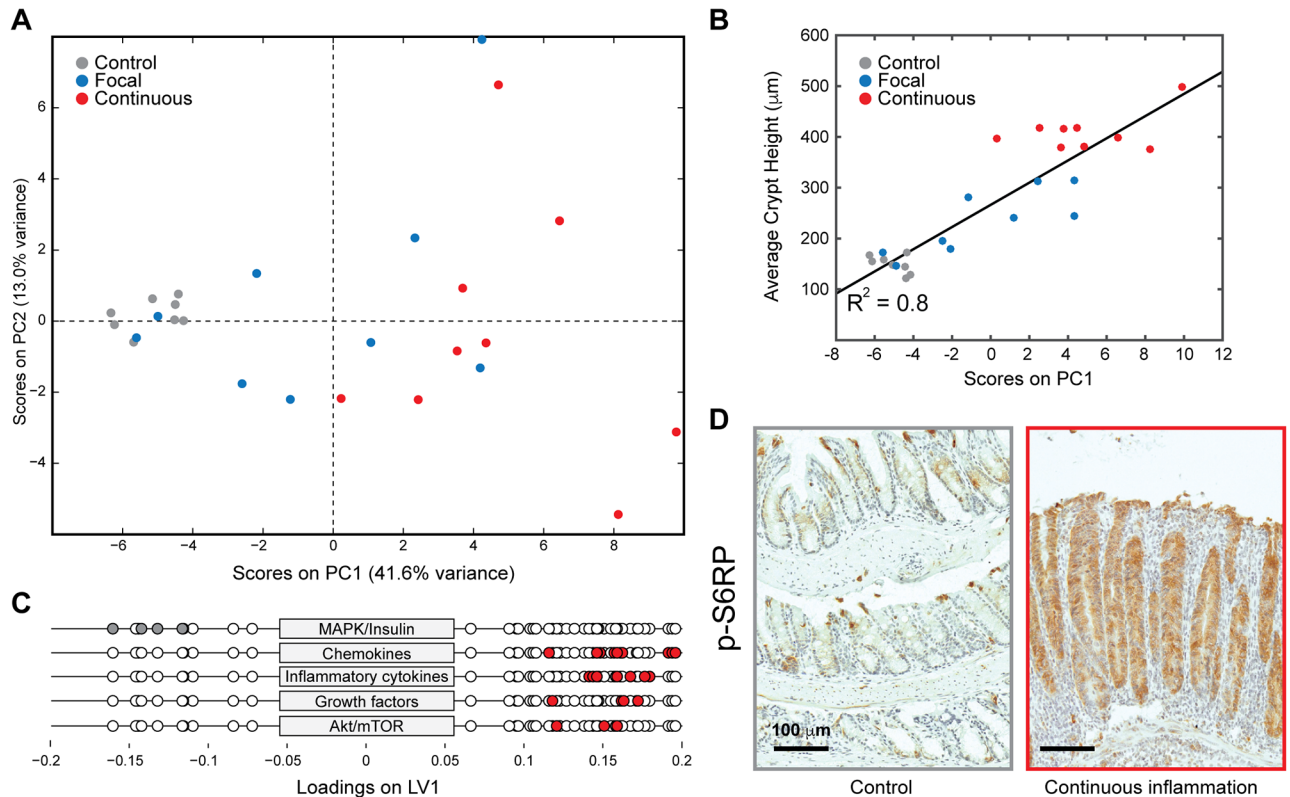 A
Control
Focal
Continuous
6
4
2
0
−2
−4
−6
−4
−2
0
2
4
6
8
Scores on PC2 (13.0% variance)
Scores on PC1 (41.6% variance)
B
600
500
400
300
200
100
Control
Focal
Continuous
R² = 0.8
-8
-6
-4
-2
0
2
4
6
8
10
12
Average Crypt Height (μm)
Scores on PC1
C
MAPK/Insulin
Chemokines
Inflammatory cytokines
Growth factors
Akt/mTOR
−0.2
−0.15
−0.1
−0.05
0
0.05
0.1
0.15
0.2
Loadings on LV1
D
p-S6RP
100 μm
Control
Continuous inflammation